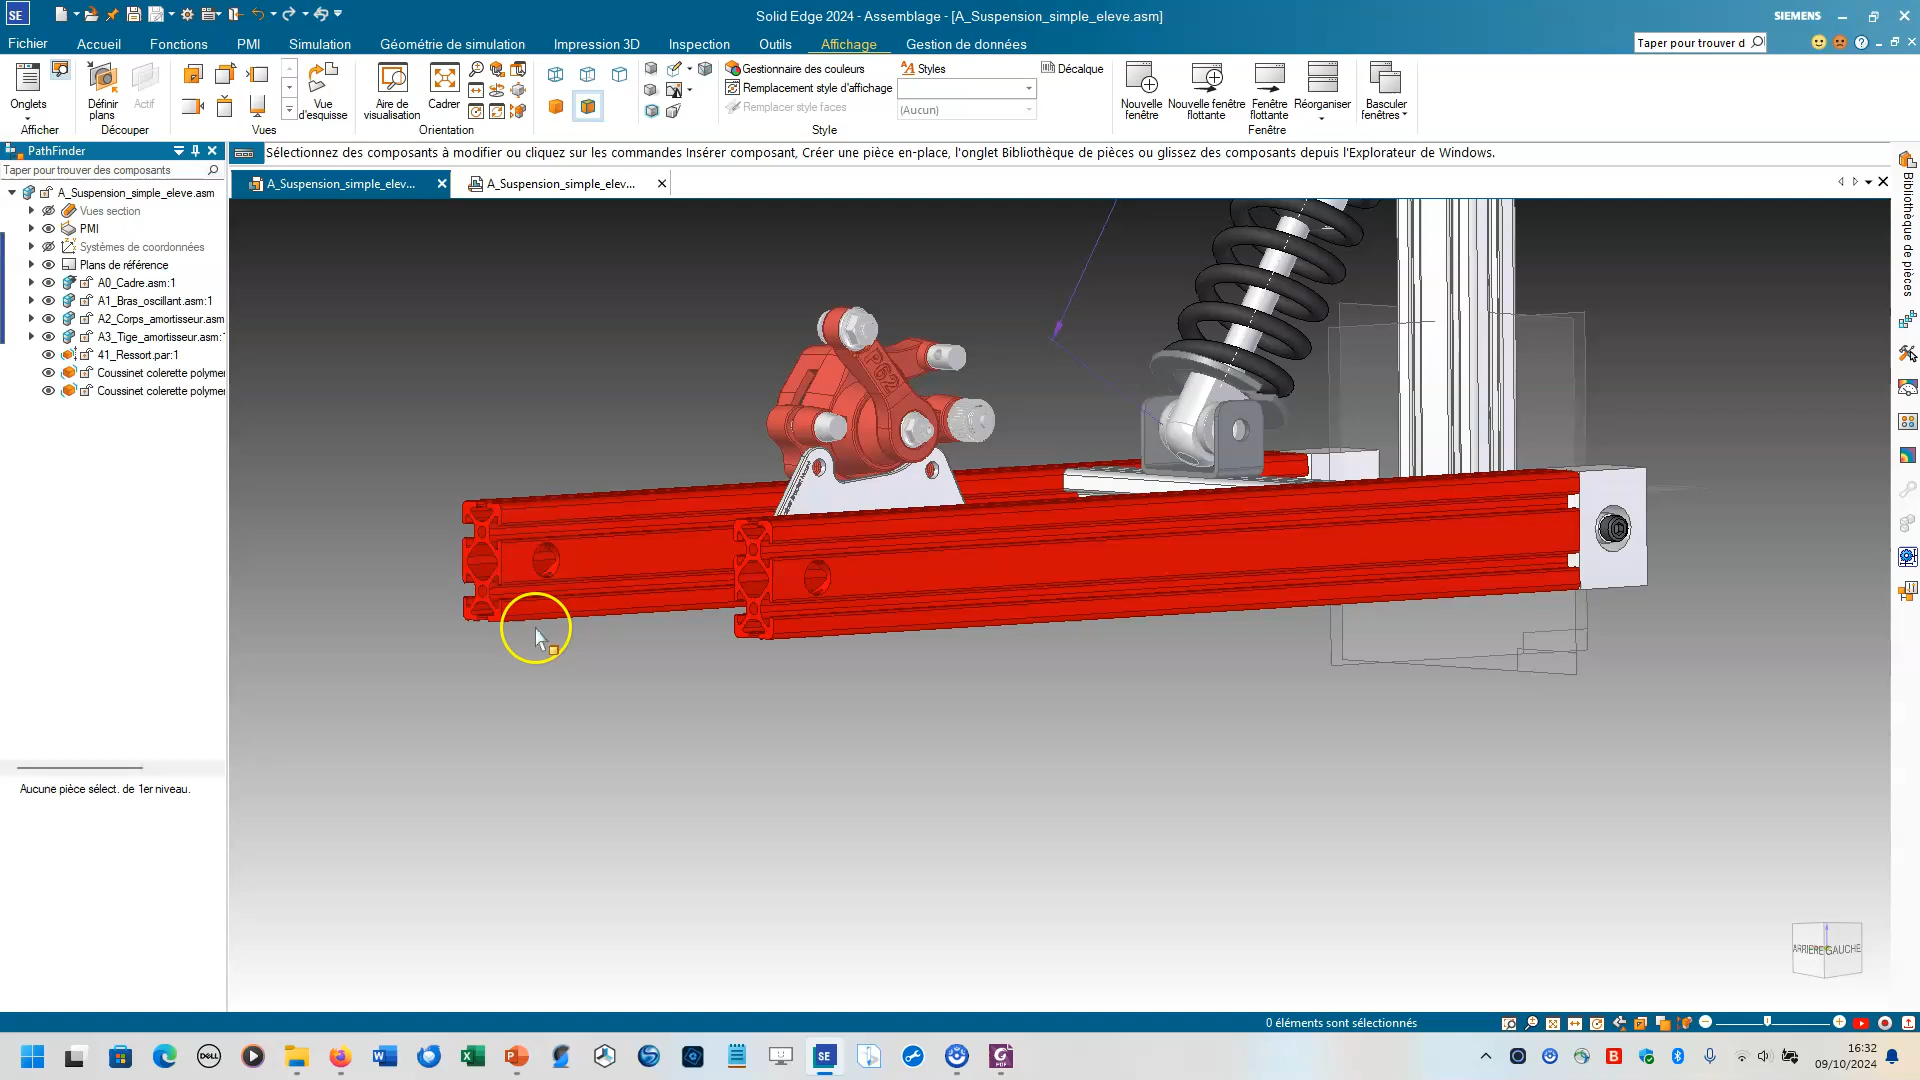 SE
Solid Edge 2024 - Assemblage - [A_Suspension_simple_eleve.asm]
SIEMENS
Fichier Accueil Fonctions PMI Simulation Géométrie de simulation Impression 3D Inspection Outils Affichage Gestion de données
Taper pour trouver d
Onglets
Afficher
Définir plans
Actif
Découper
Vue d'esquisse
Vues
Aire de visualisation
Cadrer
Orientation
Gestionnaire des couleurs
Remplacement style d'affichage
Remplacer style faces
Styles
(Aucun)
Décalque
Style
Nouvelle fenêtre
Nouvelle fenêtre flottante
Fenêtre flottante
Réorganiser
Basculer fenêtres
Fenêtre
PathFinder
Taper pour trouver des composants
Sélectionnez des composants à modifier ou cliquez sur les commandes Insérer composant, Créer une pièce en-place, l'onglet Bibliothèque de pièces ou glissez des composants depuis l'Explorateur de Windows.
A_Suspension_simple_elev...
A_Suspension_simple_elev...
A_Suspension_simple_eleve.asm
Vues section
PMI
Systèmes de coordonnées
Plans de référence
A0_Cadre.asm:1
A1_Bras_oscillant.asm:1
A2_Corps_amortisseur.asm
A3_Tige_amortisseur.asm:
41_Ressort.par:1
Coussinet colerette polymer
Coussinet colerette polymer
Aucune pièce sélect. de 1er niveau.
Bibliothèque de pièces
P62
ARRIERE GAUCHE
0 éléments sont sélectionnés
DELL
SE
PDF
16:32
09/10/2024